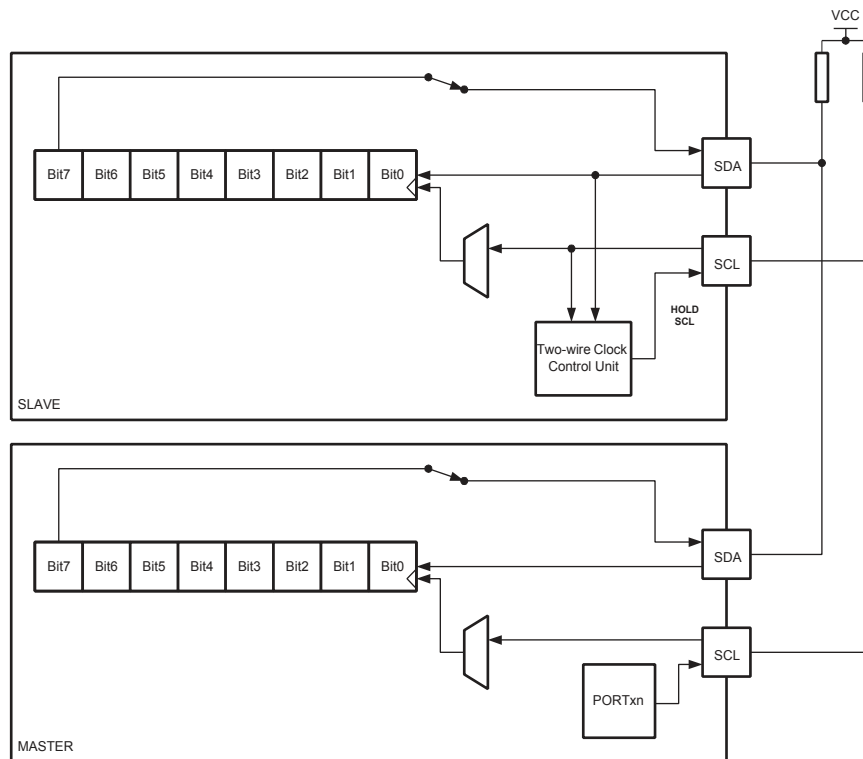 VCC
Bit7 Bit6 Bit5 Bit4 Bit3 Bit2 Bit1 Bit0
SDA
SCL
HOLD
SCL
Two-wire Clock
Control Unit
SLAVE
Bit7 Bit6 Bit5 Bit4 Bit3 Bit2 Bit1 Bit0
SDA
SCL
PORTxn
MASTER